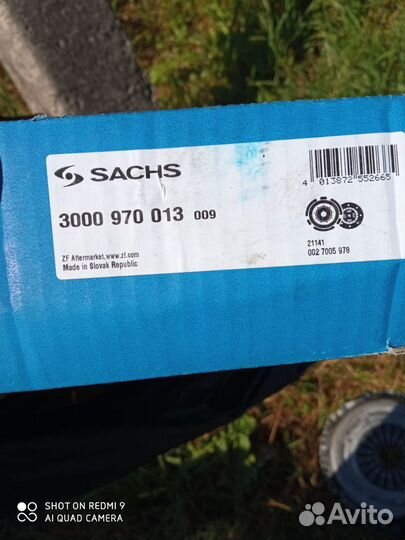 SACHS
3000 970 013 009
4 013872 552665
ZF Aftermarket, www.zf.com
Made in Slovak Republic
21141
002 7005 978
SHOT ON REDMI 9
AI QUAD CAMERA
Avito